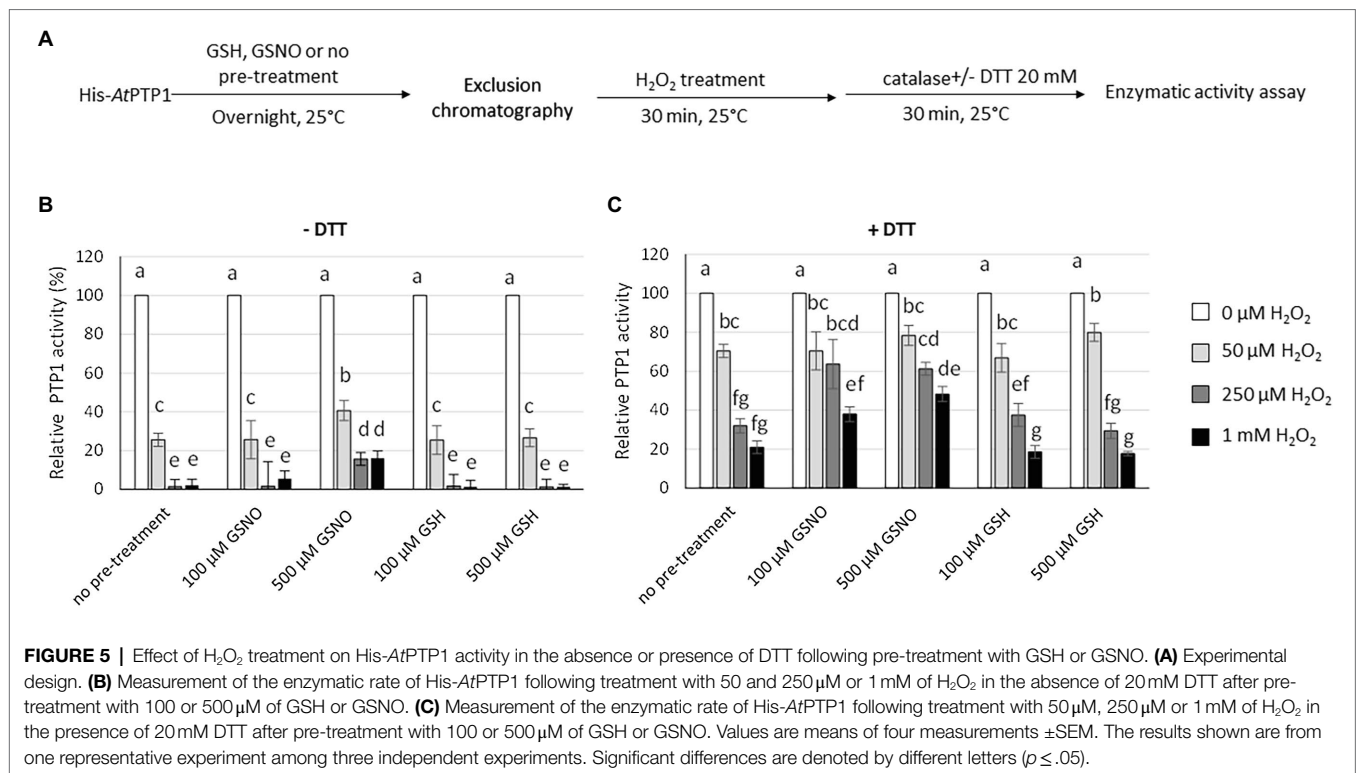 A
His-AtPTP1
GSH, GSNO or no
pre-treatment
Overnight, 25°C
Exclusion
chromatography
H₂O₂ treatment
30 min, 25°C
catalase+/- DTT 20 mM
30 min, 25°C
Enzymatic activity assay
B
- DTT
Relative PTP1 activity (%)
120
100
80
60
40
20
0
a
c
e e
a
c
e
e
a
b
d d
a
c
e e
a
c
e e
no pre-treatment
100 µM GSNO
500 µM GSNO
100 µM GSH
500 µM GSH
C
+ DTT
Relative PTP1 activity
120
100
80
60
40
20
0
a
bc
fg
fg
a
bc
bcd
ef
a
bc
cd
de
a
bc
ef
g
a
b
fg
g
no pre-treatment
100 µM GSNO
500 µM GSNO
100 µM GSH
500 µM GSH
0 µM H₂O₂
50 µM H₂O₂
250 µM H₂O₂
1 mM H₂O₂
FIGURE 5 | Effect of H₂O₂ treatment on His-AtPTP1 activity in the absence or presence of DTT following pre-treatment with GSH or GSNO. (A) Experimental
design. (B) Measurement of the enzymatic rate of His-AtPTP1 following treatment with 50 and 250 µM or 1 mM of H₂O₂ in the absence of 20 mM DTT after pre-
treatment with 100 or 500 µM of GSH or GSNO. (C) Measurement of the enzymatic rate of His-AtPTP1 following treatment with 50 µM, 250 µM or 1 mM of H₂O₂ in
the presence of 20 mM DTT after pre-treatment with 100 or 500 µM of GSH or GSNO. Values are means of four measurements ±SEM. The results shown are from
one representative experiment among three independent experiments. Significant differences are denoted by different letters (p ≤ .05).